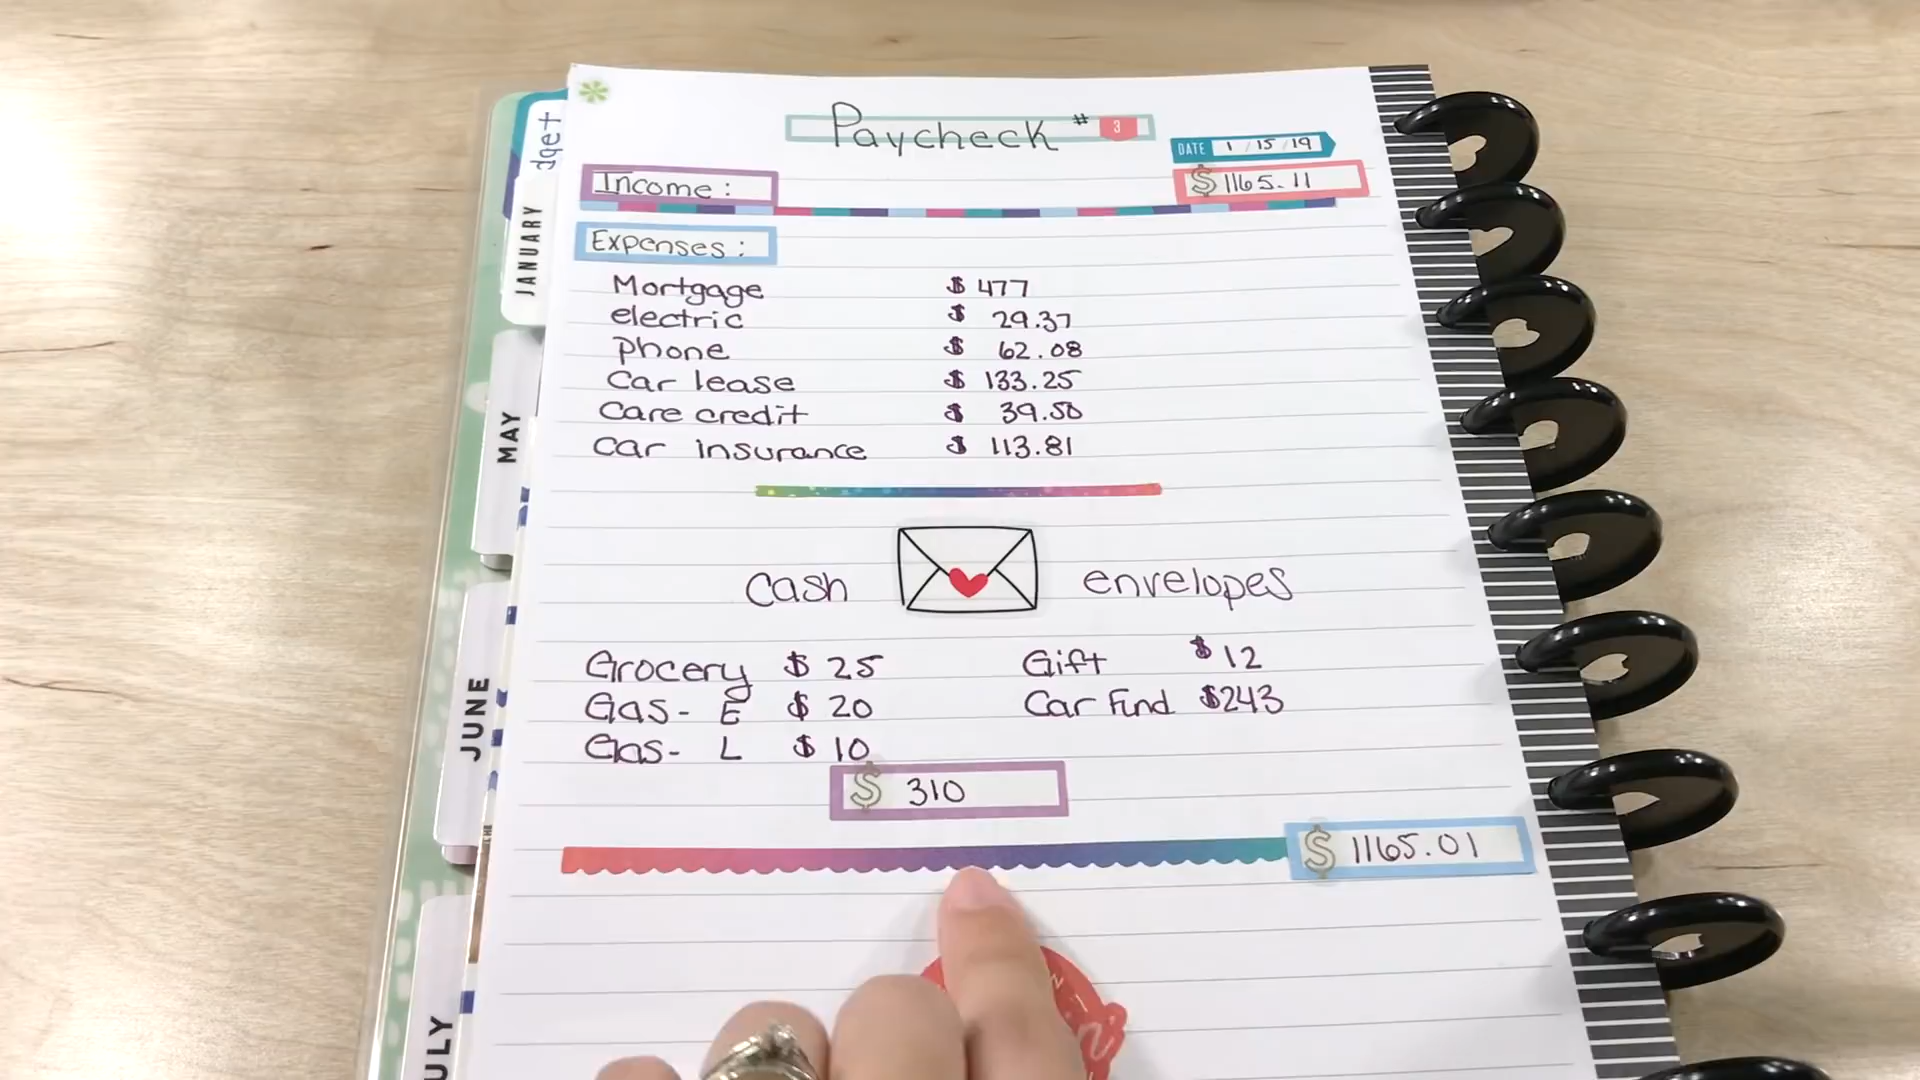 Paycheck # 3
DATE 1 / 15 / 19
Income : $ 1165.11
Expenses :
Mortgage $ 477
electric $ 29.37
phone $ 62.08
Car lease $ 133.25
Care credit $ 39.50
Car insurance $ 113.81
Cash envelopes
Grocery $ 25 Gift $ 12
Gas- E $ 20 Car Fund $243
Gas- L $ 10
$ 310
$ 1165.01
JANUARY
MAY
JUNE